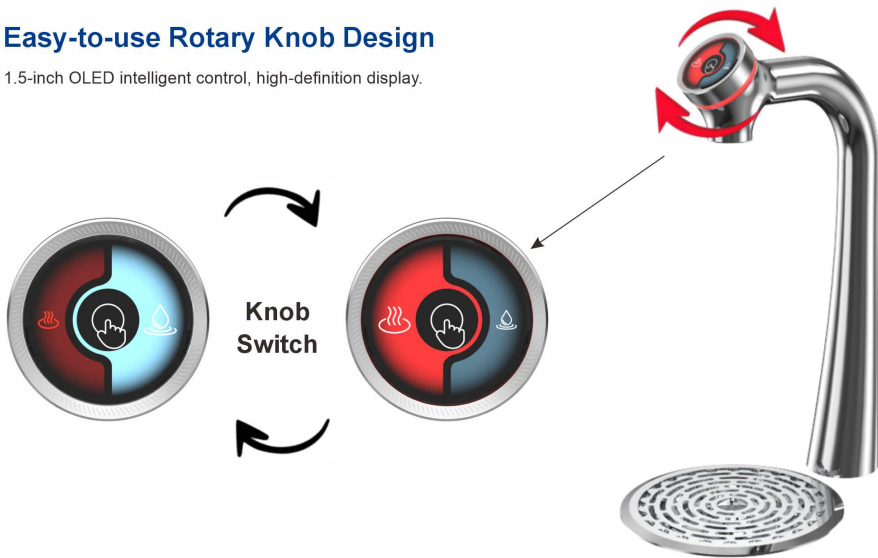 Easy-to-use Rotary Knob Design
1.5-inch OLED intelligent control, high-definition display.
Knob
Switch